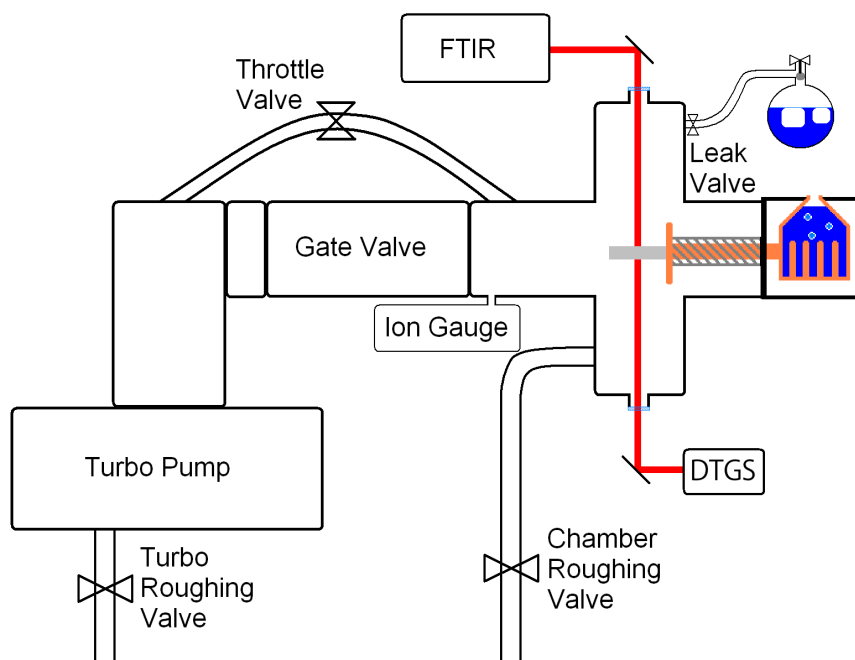 FTIR
Throttle
Valve
Leak
Valve
Gate Valve
Ion Gauge
Turbo Pump
DTGS
Turbo
Roughing
Valve
Chamber
Roughing
Valve